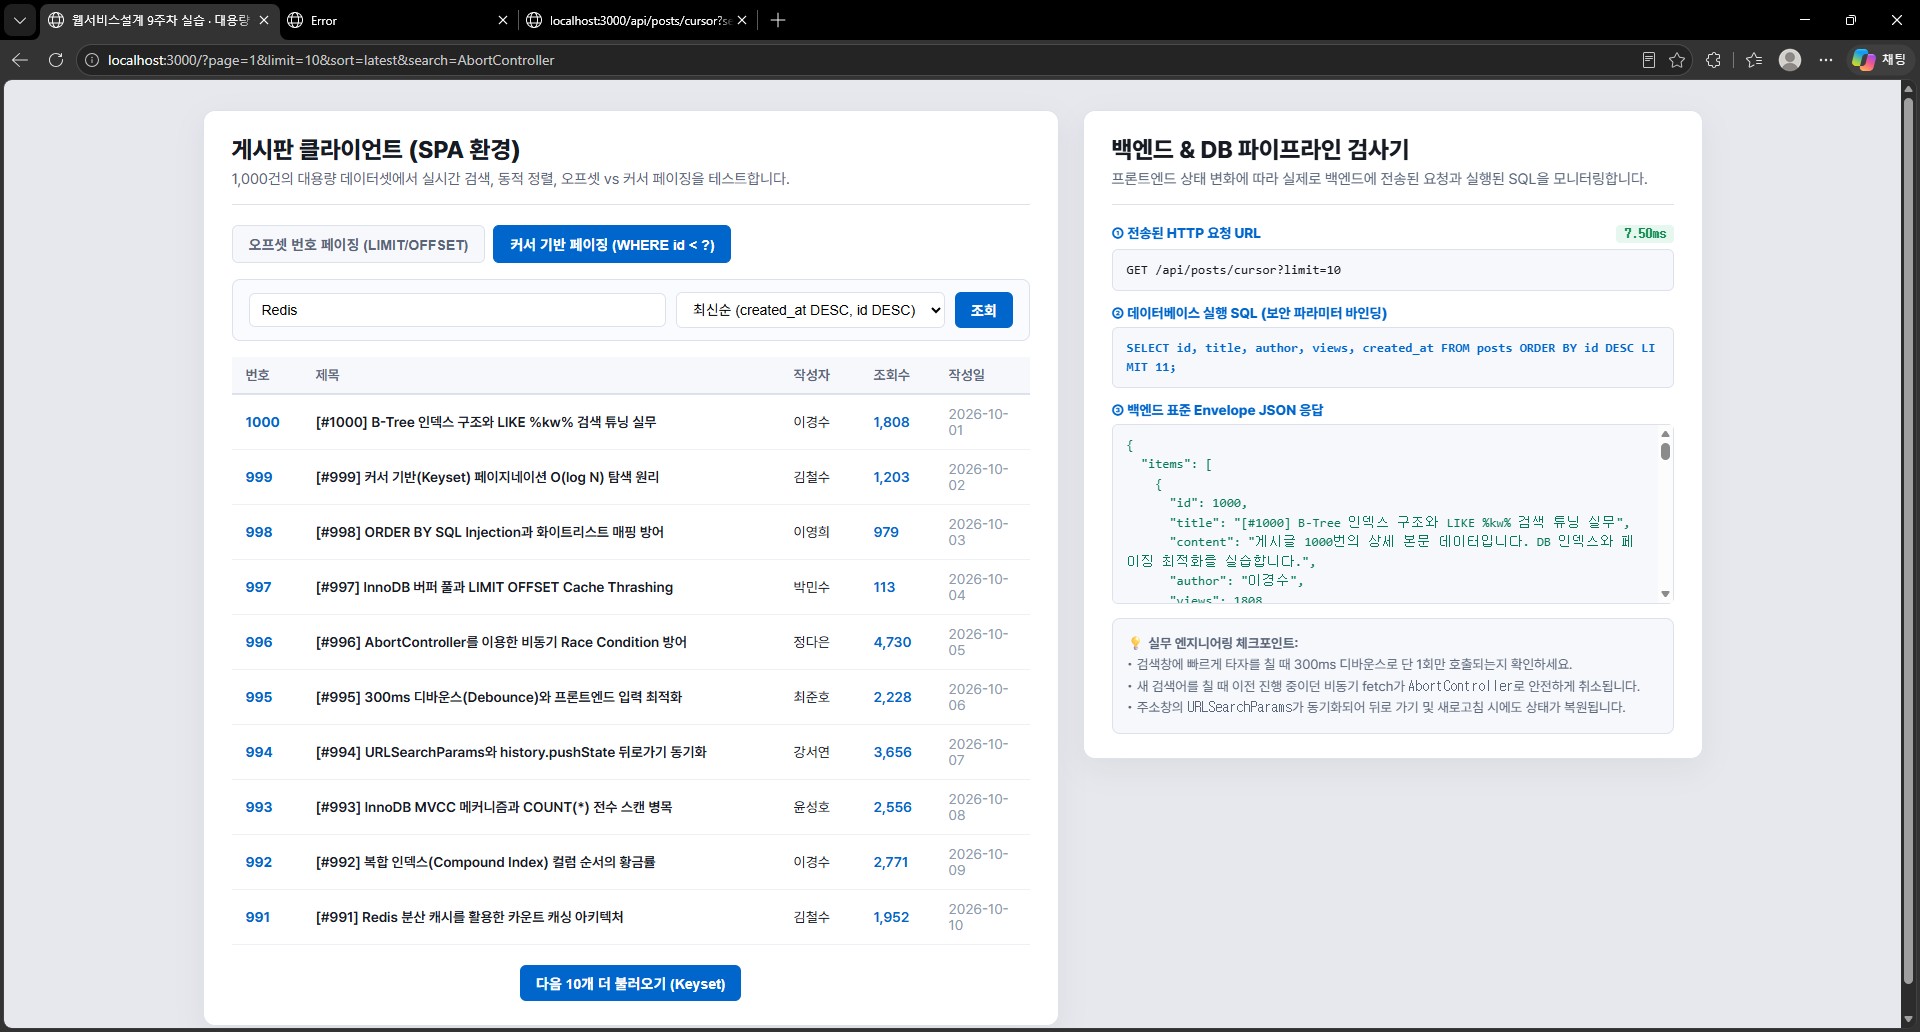 웹서비스설계 9주차 실습 · 대용량
Error
localhost:3000/api/posts/cursor?se
localhost:3000/?page=1&limit=10&sort=latest&search=AbortController
채팅
게시판 클라이언트 (SPA 환경)
1,000건의 대용량 데이터셋에서 실시간 검색, 동적 정렬, 오프셋 vs 커서 페이징을 테스트합니다.
오프셋 번호 페이징 (LIMIT/OFFSET)
커서 기반 페이징 (WHERE id < ?)
Redis
최신순 (created_at DESC, id DESC)
조회
번호 제목 작성자 조회수 작성일
1000 [#1000] B-Tree 인덱스 구조와 LIKE %kw% 검색 튜닝 실무 이경수 1,808 2026-10-
01
999 [#999] 커서 기반(Keyset) 페이지네이션 O(log N) 탐색 원리 김철수 1,203 2026-10-
02
998 [#998] ORDER BY SQL Injection과 화이트리스트 매핑 방어 이영희 979 2026-10-
03
997 [#997] InnoDB 버퍼 풀과 LIMIT OFFSET Cache Thrashing 박민수 113 2026-10-
04
996 [#996] AbortController를 이용한 비동기 Race Condition 방어 정다은 4,730 2026-10-
05
995 [#995] 300ms 디바운스(Debounce)와 프론트엔드 입력 최적화 최준호 2,228 2026-10-
06
994 [#994] URLSearchParams와 history.pushState 뒤로가기 동기화 강서연 3,656 2026-10-
07
993 [#993] InnoDB MVCC 메커니즘과 COUNT(*) 전수 스캔 병목 윤성호 2,556 2026-10-
08
992 [#992] 복합 인덱스(Compound Index) 컬럼 순서의 황금률 이경수 2,771 2026-10-
09
991 [#991] Redis 분산 캐시를 활용한 카운트 캐싱 아키텍처 김철수 1,952 2026-10-
10
다음 10개 더 불러오기 (Keyset)
백엔드 & DB 파이프라인 검사기
프론트엔드 상태 변화에 따라 실제로 백엔드에 전송된 요청과 실행된 SQL을 모니터링합니다.
① 전송된 HTTP 요청 URL
7.50ms
GET /api/posts/cursor?limit=10
② 데이터베이스 실행 SQL (보안 파라미터 바인딩)
SELECT id, title, author, views, created_at FROM posts ORDER BY id DESC LI
MIT 11;
③ 백엔드 표준 Envelope JSON 응답
{
"items": [
{
"id": 1000,
"title": "[#1000] B-Tree 인덱스 구조와 LIKE %kw% 검색 튜닝 실무",
"content": "게시글 1000번의 상세 본문 데이터입니다. DB 인덱스와 페
이징 최적화를 실습합니다.",
"author": "이경수",
"views": 1808
💡 실무 엔지니어링 체크포인트:
• 검색창에 빠르게 타자를 칠 때 300ms 디바운스로 단 1회만 호출되는지 확인하세요.
• 새 검색어를 칠 때 이전 진행 중이던 비동기 fetch가 AbortController로 안전하게 취소됩니다.
• 주소창의 URLSearchParams가 동기화되어 뒤로 가기 및 새로고침 시에도 상태가 복원됩니다.